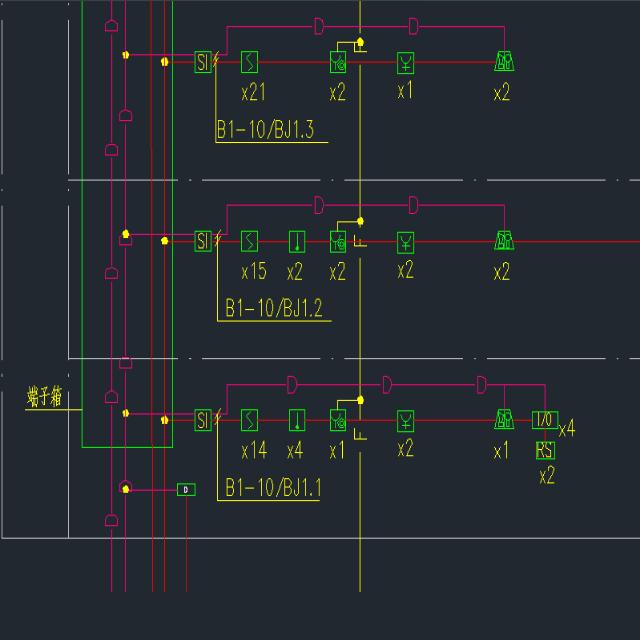 D D
SI
x21 x2 x1 x2
B1-10/BJ1.3
D D
SI
x15 x2 x2 x2 x2
B1-10/BJ1.2
D D D
端子箱
SI I/O x4
x14 x4 x1 x2 x1 RS
x2
B1-10/BJ1.1
D